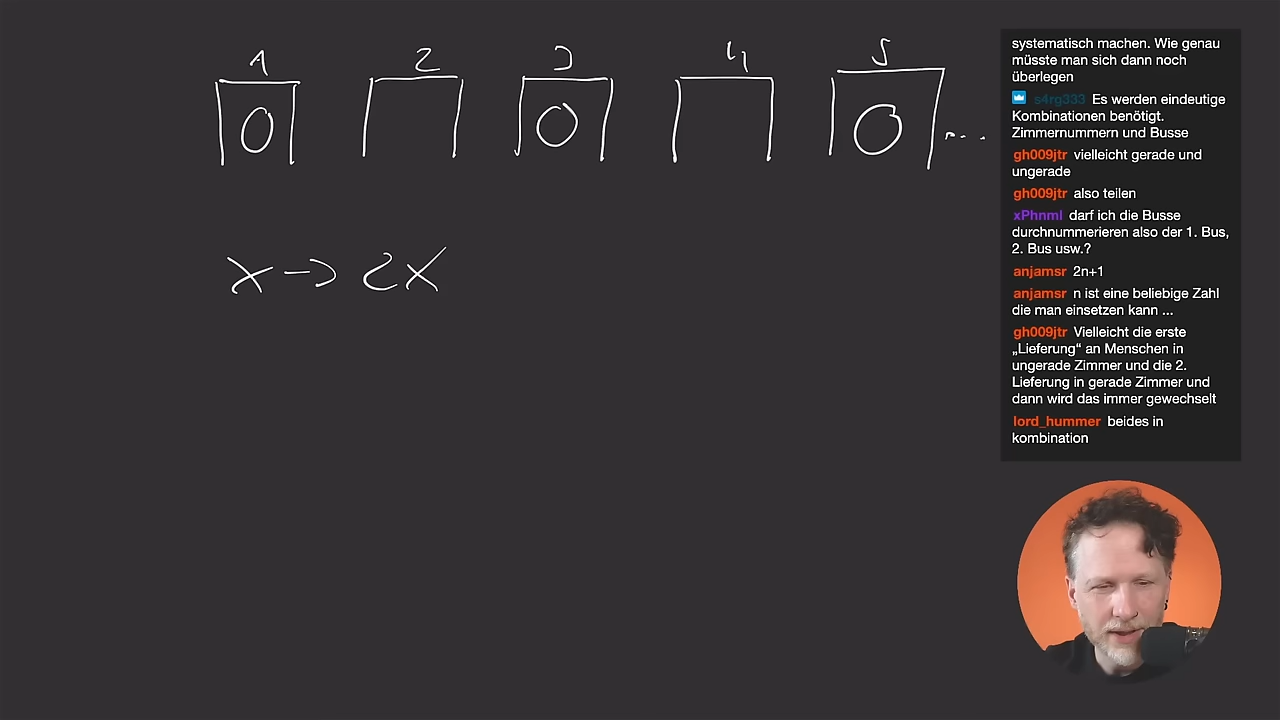 1 2 3 4 5
0 0 0 ...
x → 2x
systematisch machen. Wie genau
müsste man sich dann noch
überlegen
s4rg333 Es werden eindeutige
Kombinationen benötigt.
Zimmernummern und Busse
gh009jtr vielleicht gerade und
ungerade
gh009jtr also teilen
xPhnml darf ich die Busse
durchnummerieren also der 1. Bus,
2. Bus usw.?
anjamsr 2n+1
anjamsr n ist eine beliebige Zahl
die man einsetzen kann ...
gh009jtr Vielleicht die erste
„Lieferung“ an Menschen in
ungerade Zimmer und die 2.
Lieferung in gerade Zimmer und
dann wird das immer gewechselt
lord_hummer beides in
kombination